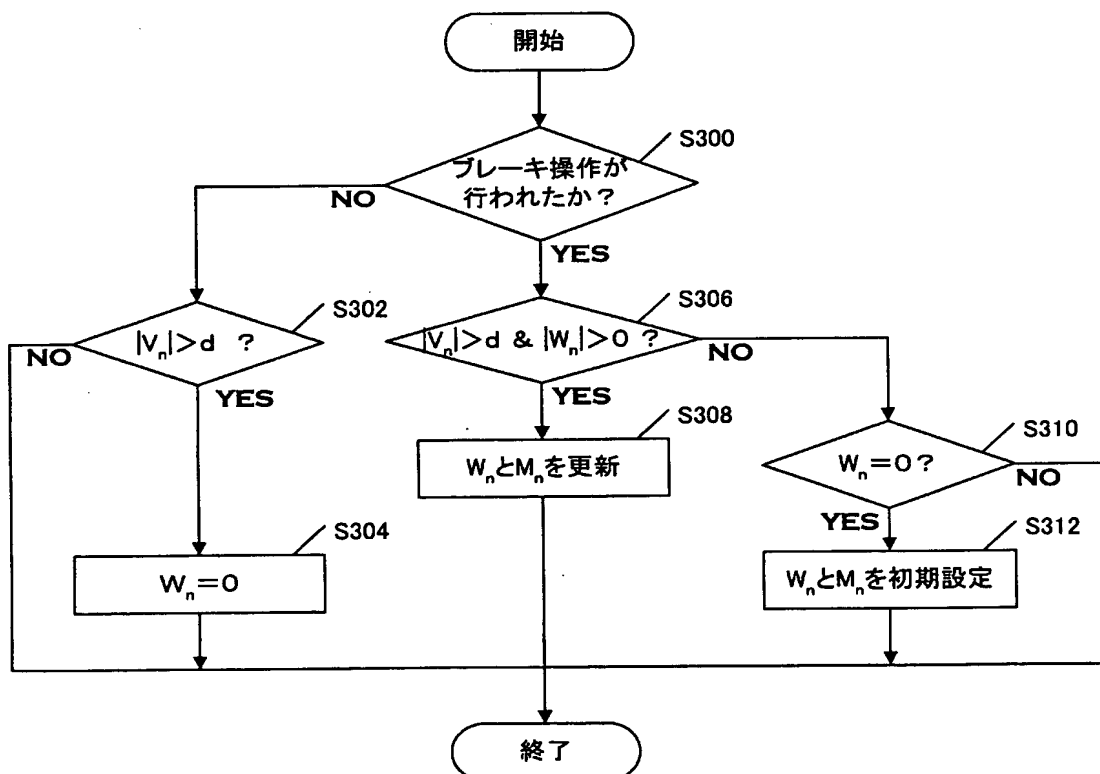 開始
S300
ブレーキ操作が
行われたか？
NO
YES
S302
|Vn|>d ?
NO
YES
S306
|Vn|>d & |Wn|>0 ?
NO
YES
S308
WnとMnを更新
S310
Wn=0?
NO
YES
S304
Wn=0
S312
WnとMnを初期設定
終了